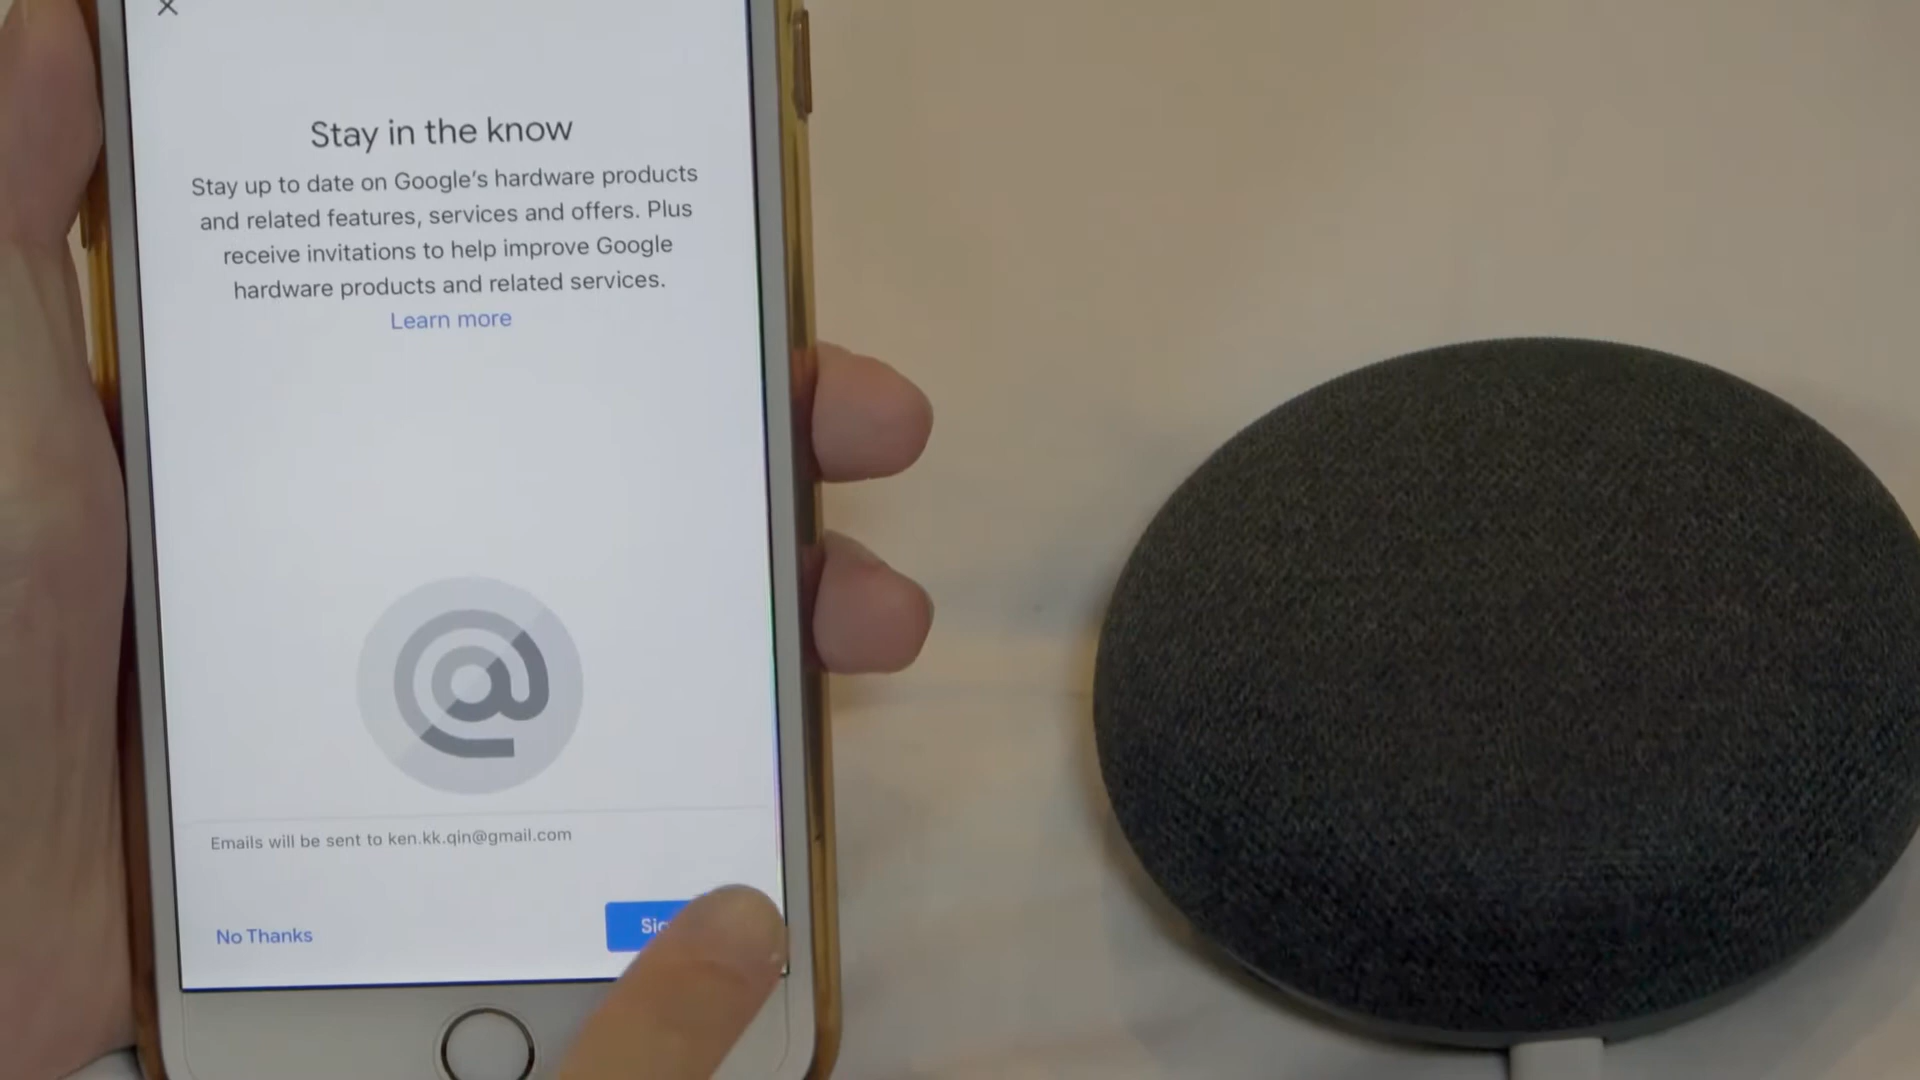 Stay in the know
Stay up to date on Google's hardware products
and related features, services and offers. Plus
receive invitations to help improve Google
hardware products and related services.
Learn more
Emails will be sent to ken.kk.qin@gmail.com
No Thanks